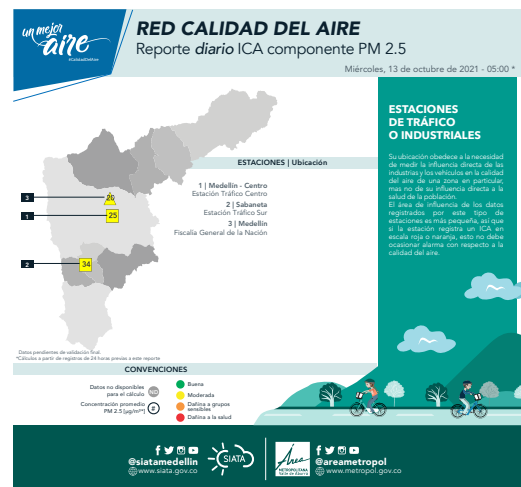 un mejor
aire
#CalidadDelAire
RED CALIDAD DEL AIRE
Reporte diario ICA componente PM 2.5
Miércoles, 13 de octubre de 2021 - 05:00 *
ESTACIONES | Ubicación
1 | Medellín - Centro
Estación Tráfico Centro
2 | Sabaneta
Estación Tráfico Sur
3 | Medellín
Fiscalía General de la Nación
3
20
1
25
2
34
ESTACIONES
DE TRÁFICO
O INDUSTRIALES
Su ubicación obedece a la necesidad
de medir la influencia directa de las
industrias y los vehículos en la calidad
del aire de una zona en particular,
mas no de su influencia directa a la
salud de la población.
El área de influencia de los datos
registrados por este tipo de
estaciones es más pequeña, así que
si la estación registra un ICA en
escala roja o naranja, esto no debe
ocasionar alarma con respecto a la
calidad del aire.
Datos pendientes de validación final.
*Cálculos a partir de registros de 24 horas previas a este reporte
CONVENCIONES
Datos no disponibles
para el cálculo
ND
Concentración promedio
PM 2.5 [µg/m³*]
#
Buena
Moderada
Dañina a grupos
sensibles
Dañina a la salud
@siatamedellin
www.siata.gov.co
SIATA
Área
METROPOLITANA
Valle de Aburrá
@areametropol
www.metropol.gov.co